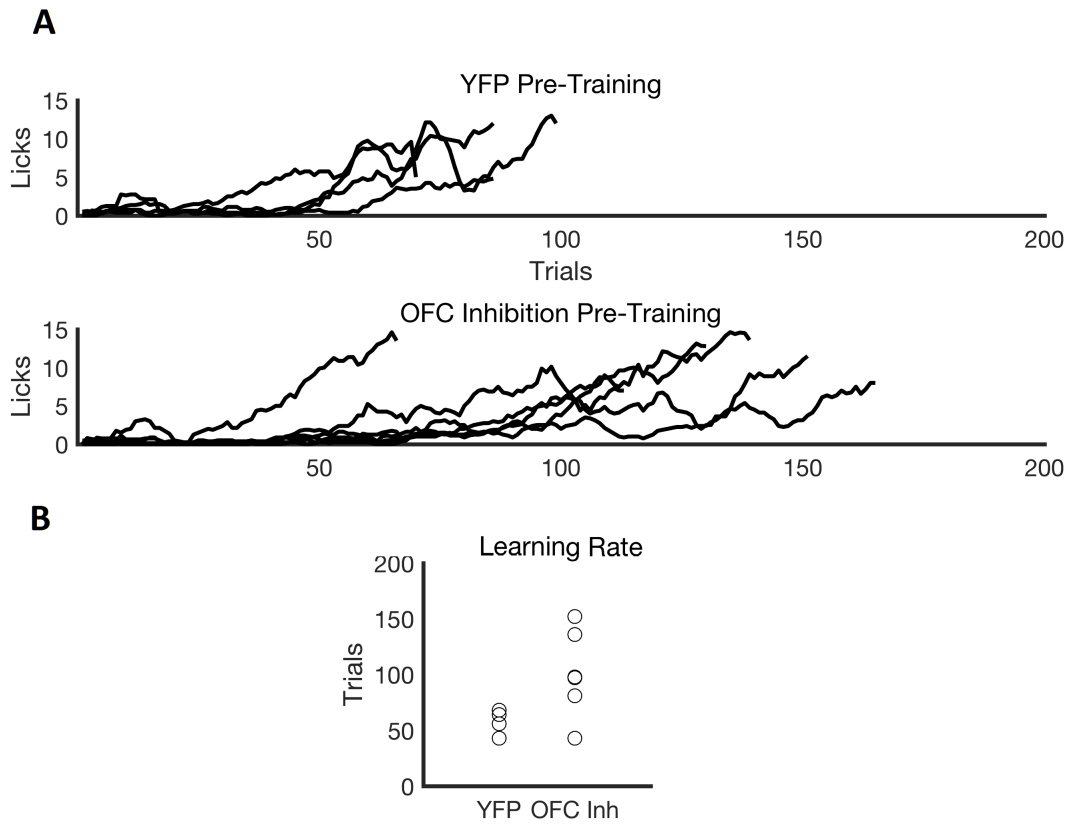 A
YFP Pre-Training
15
10
5
0
Licks
50 100 150 200
Trials
OFC Inhibition Pre-Training
15
10
5
0
Licks
50 100 150 200
B
Learning Rate
200
150
100
50
0
Trials
YFP OFC Inh